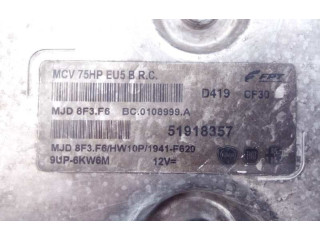 MCV 75HP EU5 B.R.C.
FPT
D419 CF30
MJD 8F3.F6 BC.0108999.A
51918357
MJD 8F3.F6/HW10P/1941-F620
9UP-6KW6M 12V=